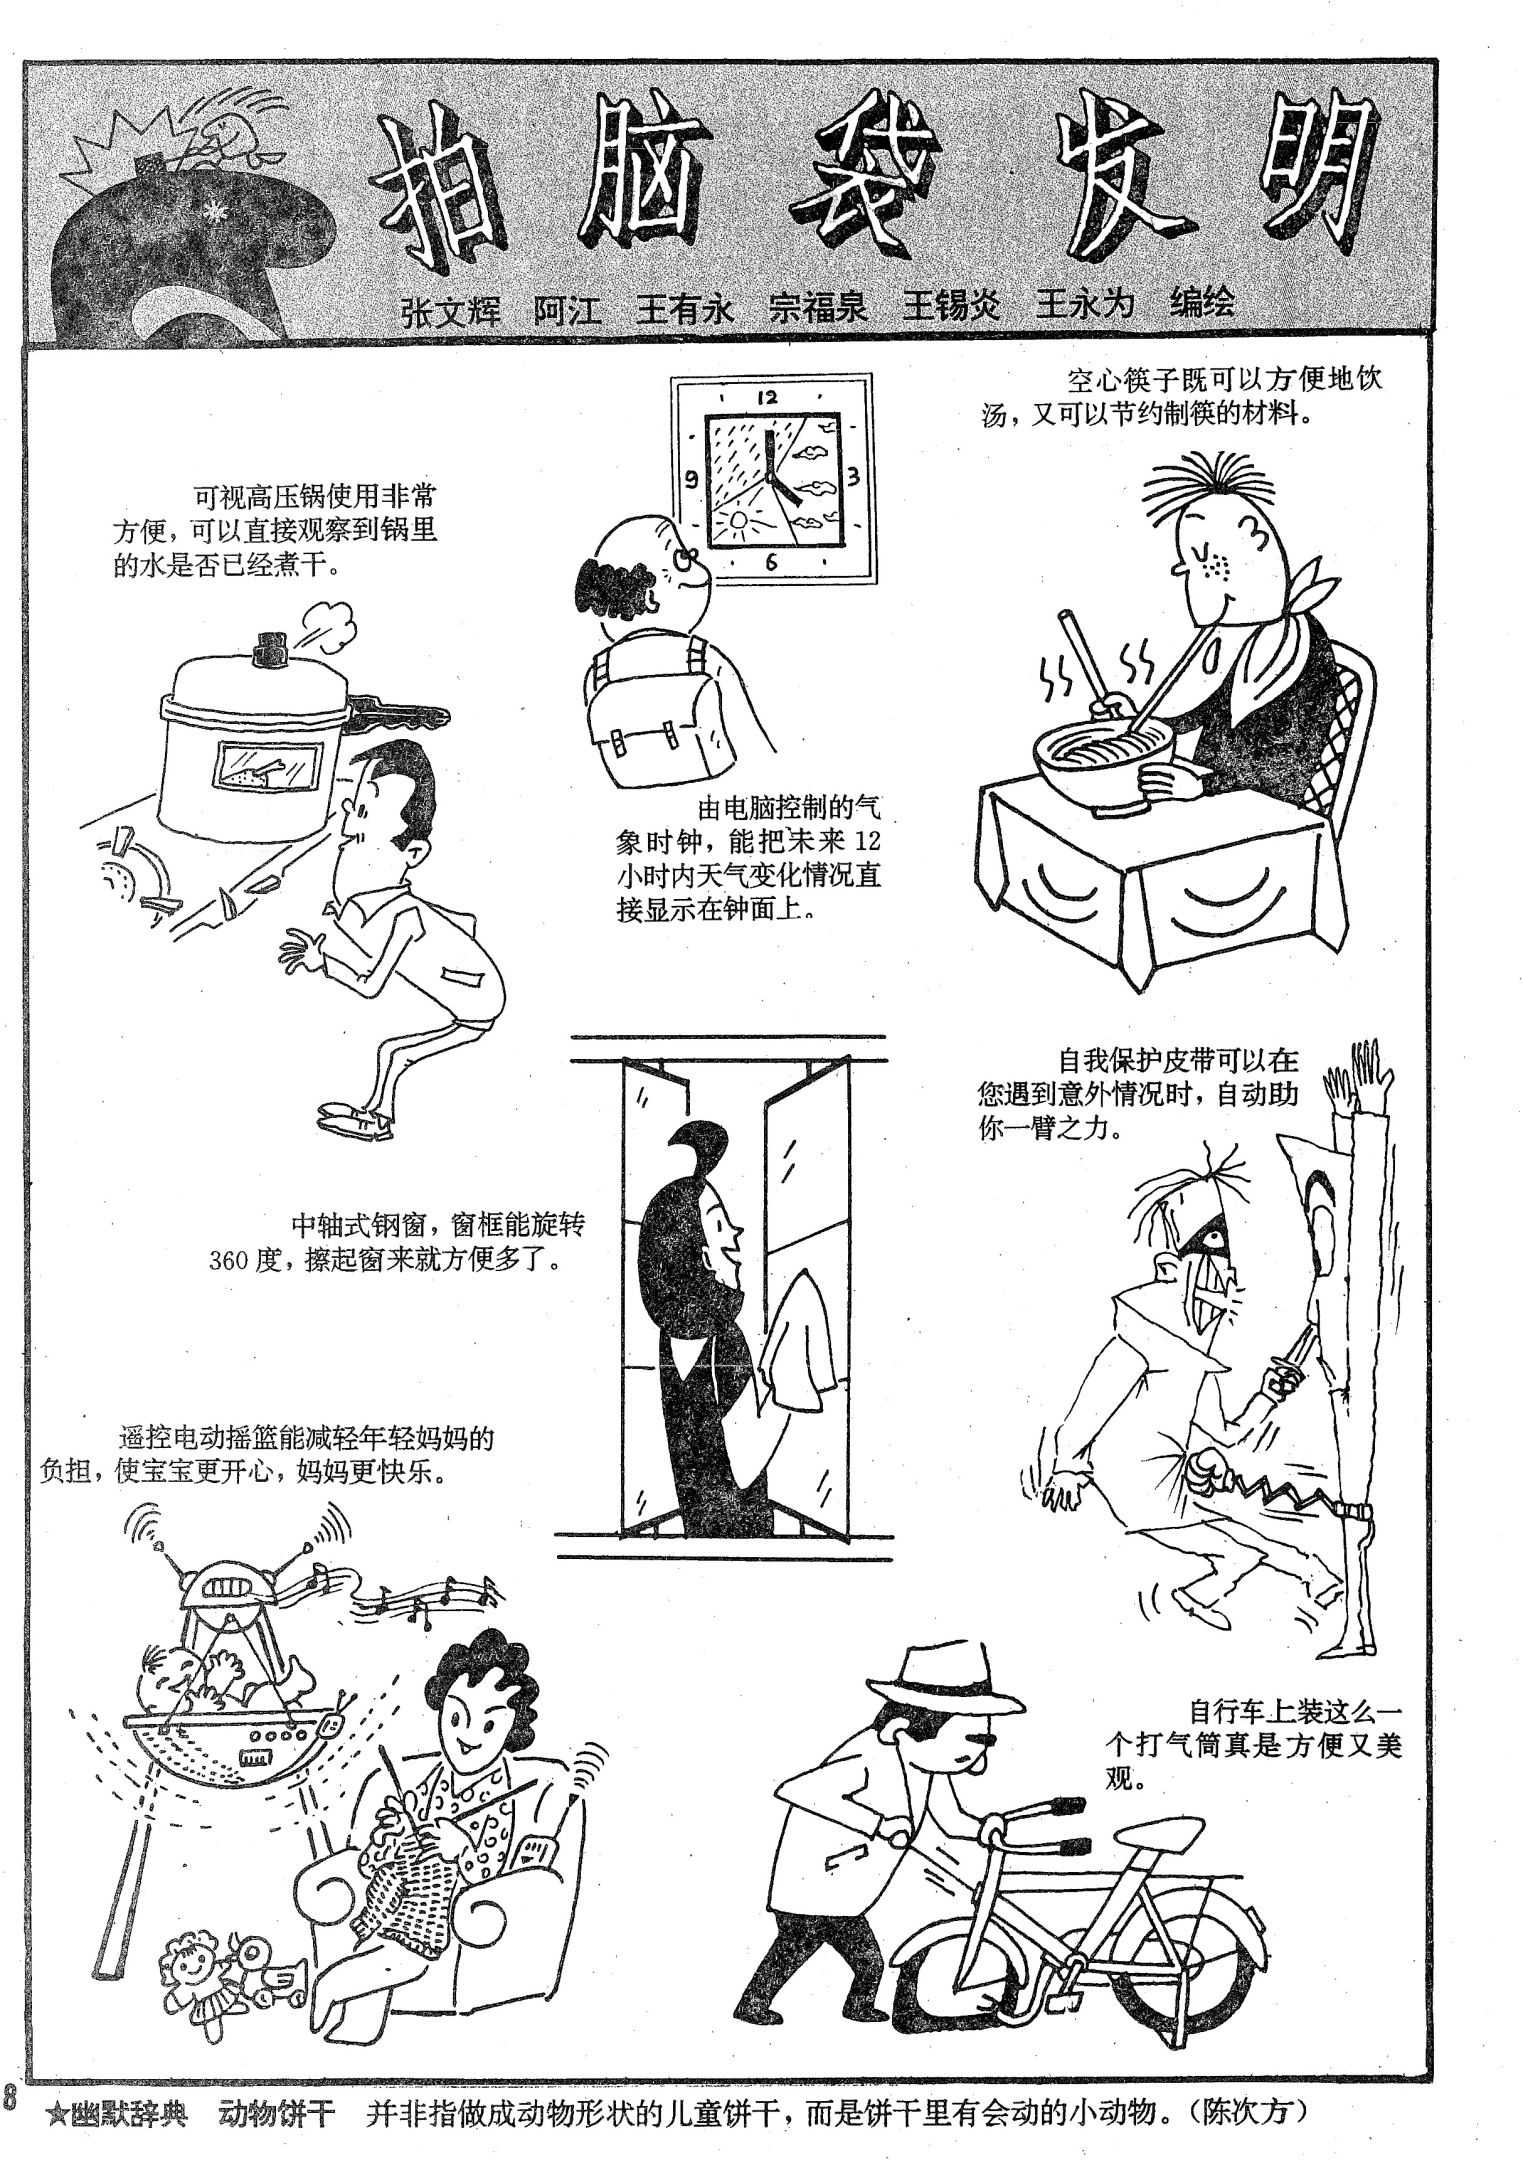 拍脑袋发明
张文辉 阿江 王有永 宗福泉 王锡炎 王永为 编绘
可视高压锅使用非常
方便，可以直接观察到锅里
的水是否已经煮干。
12
9
3
6
由电脑控制的气
象时钟，能把未来12
小时内天气变化情况直
接显示在钟面上。
空心筷子既可以方便地饮
汤，又可以节约制筷的材料。
中轴式钢窗，窗框能旋转
360度，擦起窗来就方便多了。
自我保护皮带可以在
您遇到意外情况时，自动助
你一臂之力。
遥控电动摇篮能减轻年轻妈妈的
负担，使宝宝更开心，妈妈更快乐。
自行车上装这么一
个打气筒真是方便又美
观。
8
★幽默辞典 动物饼干 并非指做成动物形状的儿童饼干，而是饼干里有会动的小动物。（陈次方）